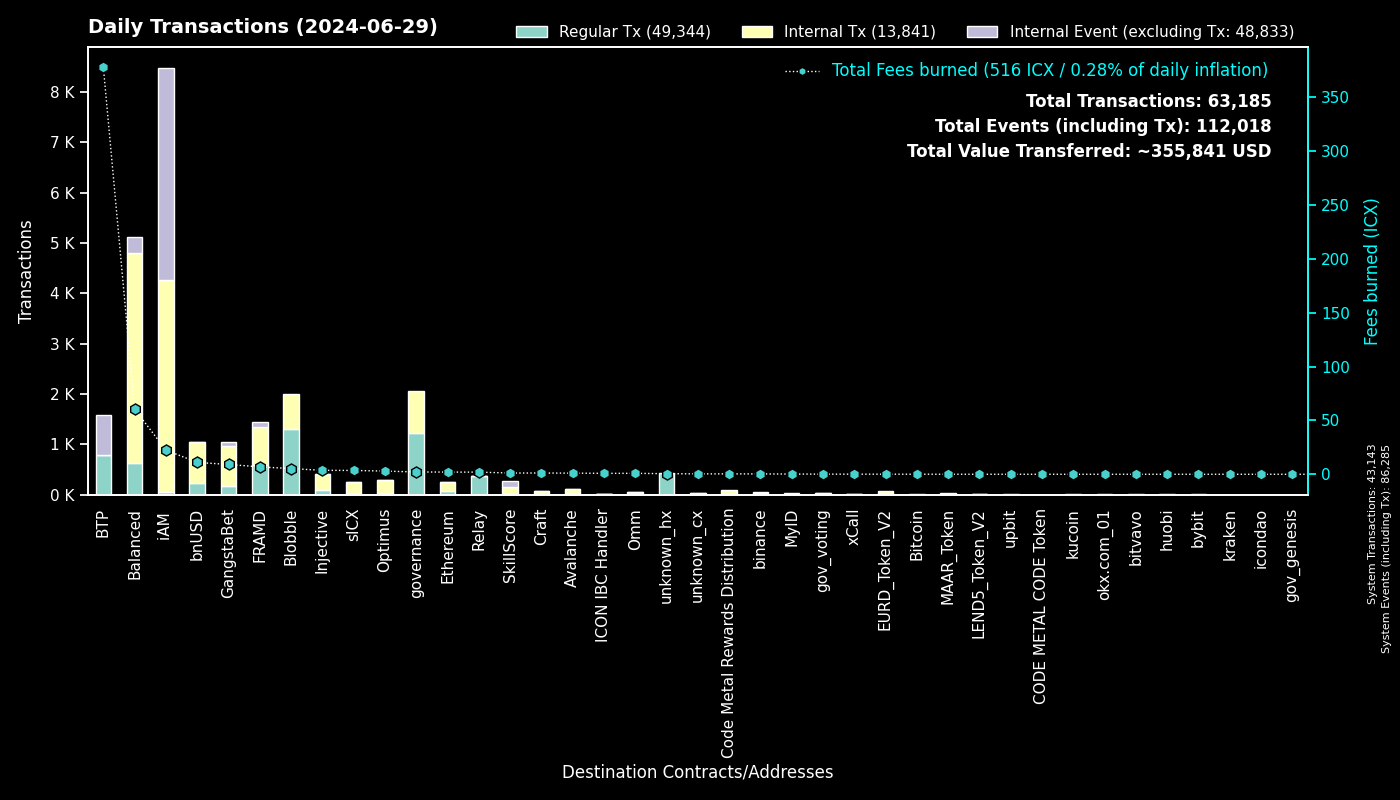 Daily Transactions (2024-06-29)
Regular Tx (49,344)
Internal Tx (13,841)
Internal Event (excluding Tx: 48,833)
Total Fees burned (516 ICX / 0.28% of daily inflation)
Total Transactions: 63,185
Total Events (including Tx): 112,018
Total Value Transferred: ~355,841 USD
Transactions
8 K
7 K
6 K
5 K
4 K
3 K
2 K
1 K
0 K
350
300
250
200
150
100
50
0
Fees burned (ICX)
BTP
Balanced
iAM
bnUSD
GangstaBet
FRAMD
Blobble
Injective
sICX
Optimus
governance
Ethereum
Relay
SkillScore
Craft
Avalanche
ICON IBC Handler
Omm
unknown_hx
unknown_cx
Code Metal Rewards Distribution
binance
MyID
gov_voting
xCall
EURD_Token_V2
Bitcoin
MAAR_Token
LEND5_Token_V2
upbit
CODE METAL CODE Token
kucoin
okx.com_01
bitvavo
huobi
bybit
kraken
icondao
gov_genesis
Destination Contracts/Addresses
System Transactions: 43,143
System Events (including Tx): 86,285